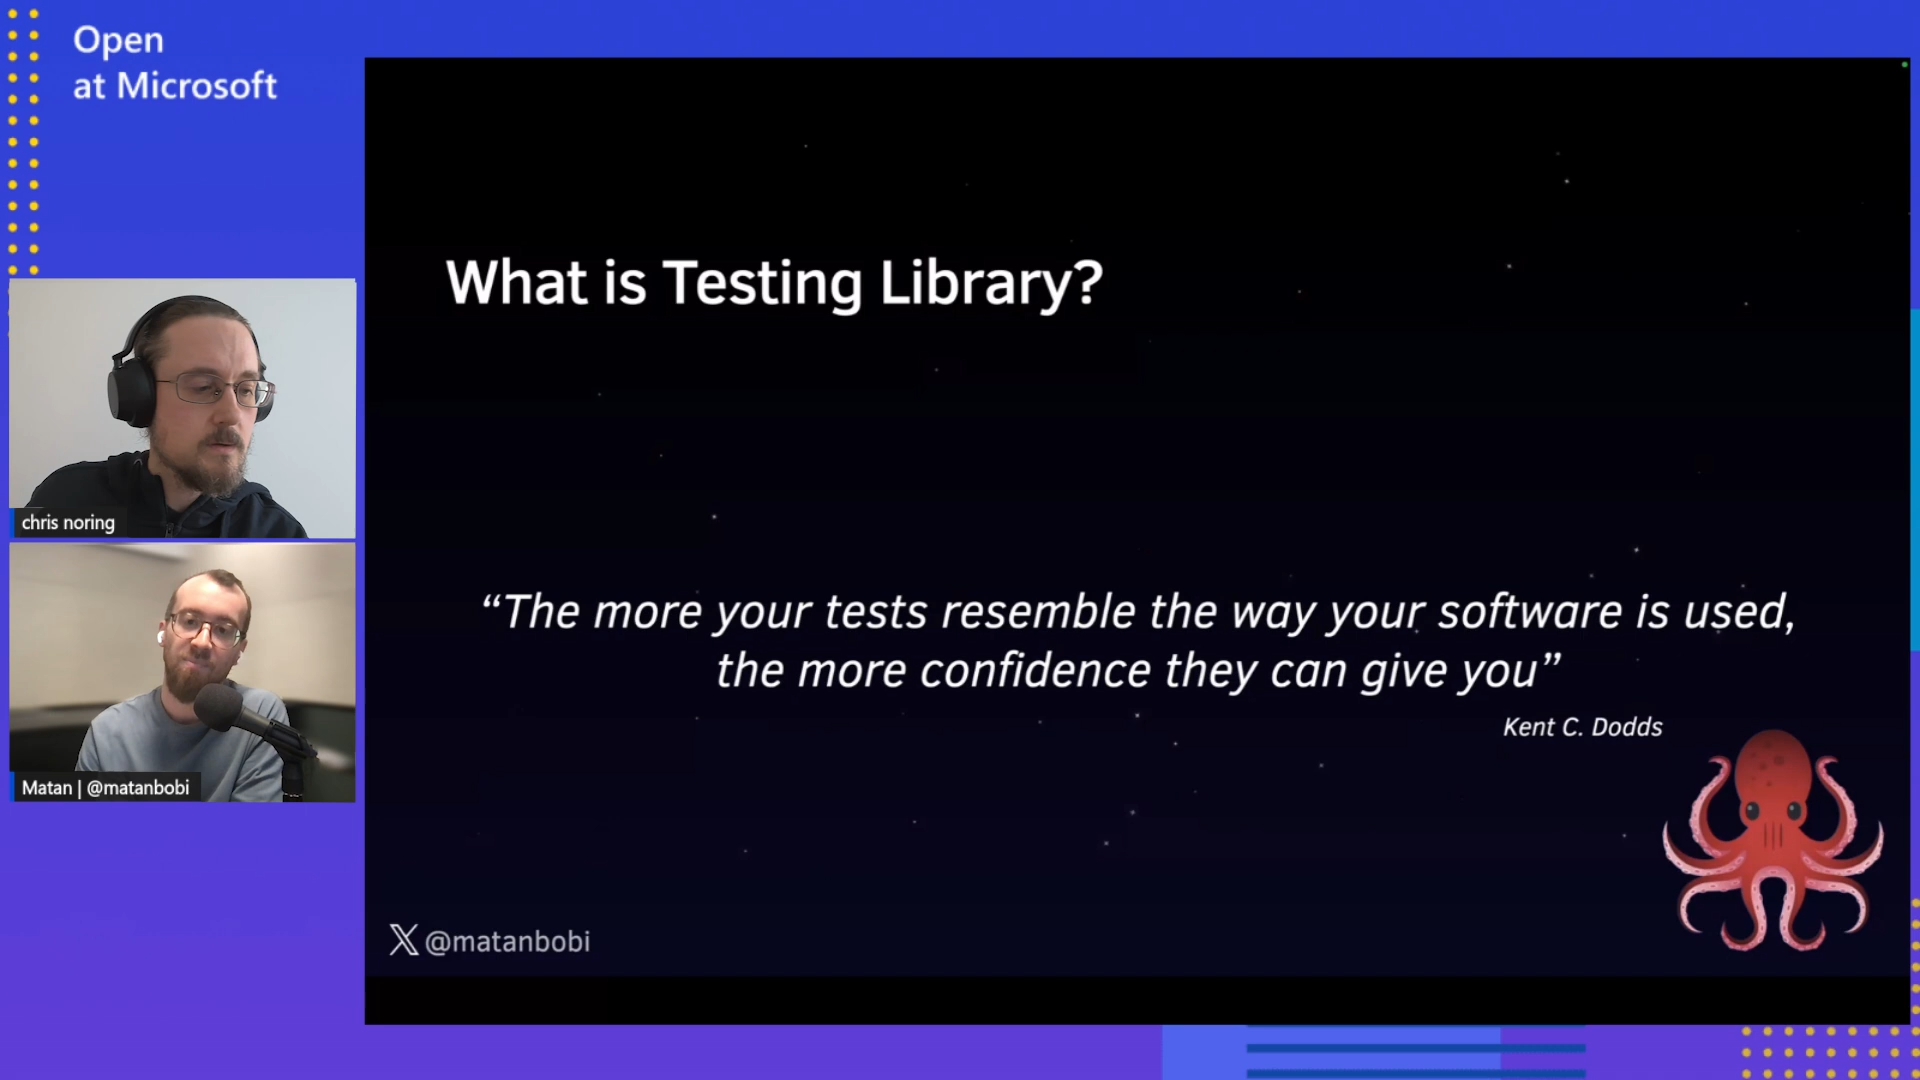 Open
at Microsoft
What is Testing Library?
chris noring
“The more your tests resemble the way your software is used,
the more confidence they can give you”
Kent C. Dodds
Matan | @matanbobi
X @matanbobi